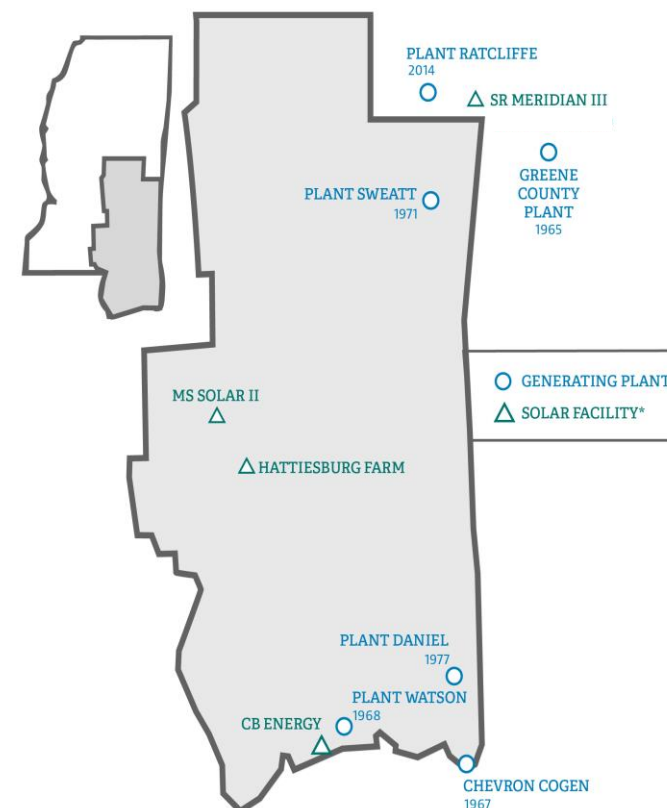 PLANT RATCLIFFE
2014
SR MERIDIAN III
GREENE
COUNTY
PLANT
1965
PLANT SWEATT
1971
GENERATING PLANT
SOLAR FACILITY*
MS SOLAR II
HATTIESBURG FARM
PLANT DANIEL
1977
PLANT WATSON
1968
CB ENERGY
CHEVRON COGEN
1967